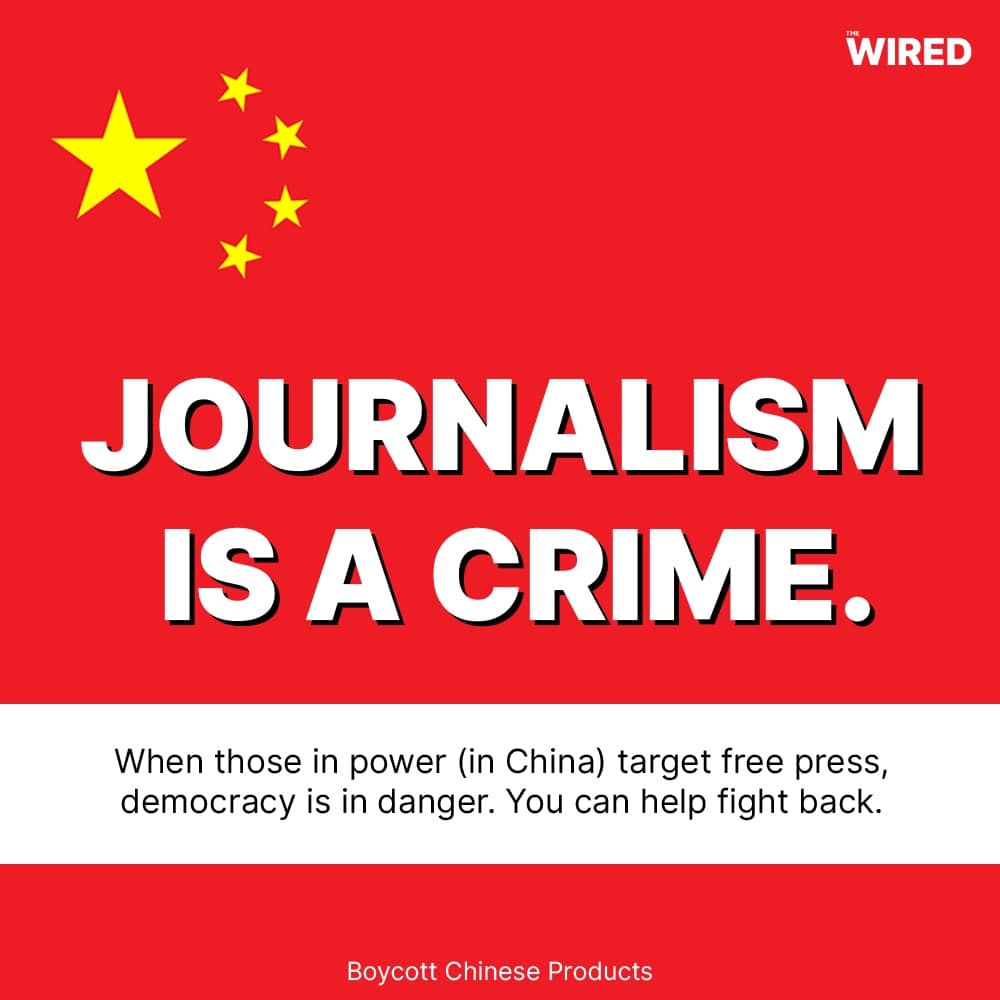 THE
WIRED
JOURNALISM
IS A CRIME.
When those in power (in China) target free press,
democracy is in danger. You can help fight back.
Boycott Chinese Products